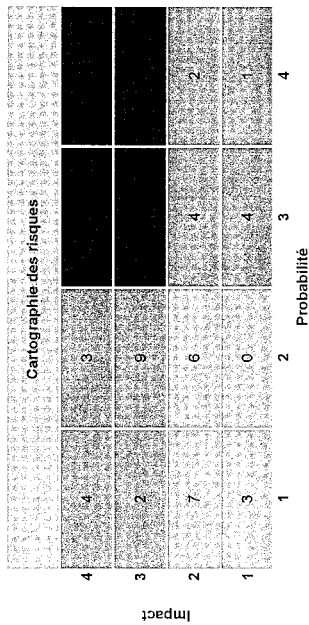 Cartographie des risques
4 4 3
3 2 9
2 7 6 4 2
1 3 0 4 1
1 2 3 4
Impact
Probabilité